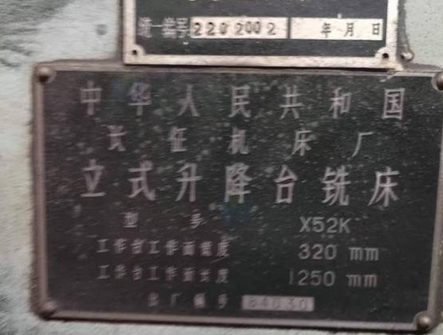 统一编号 2202002 年 月 日
中华人民共和国
长征机床厂
立式升降台铣床
型号 X52K
工作台工作面宽度 320 mm
工作台工作面长度 1250 mm
出厂编号 84030